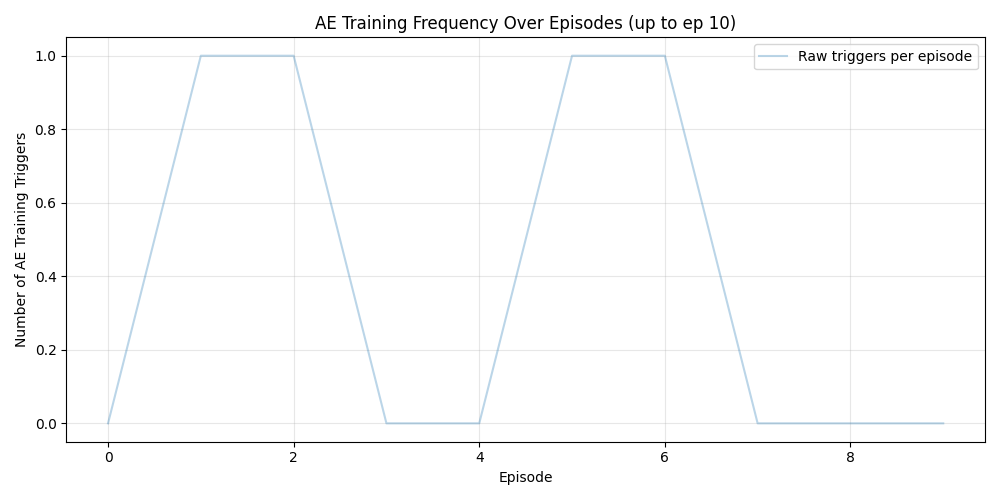 AE Training Frequency Over Episodes (up to ep 10)
Raw triggers per episode
Number of AE Training Triggers
1.0
0.8
0.6
0.4
0.2
0.0
0 2 4 6 8
Episode